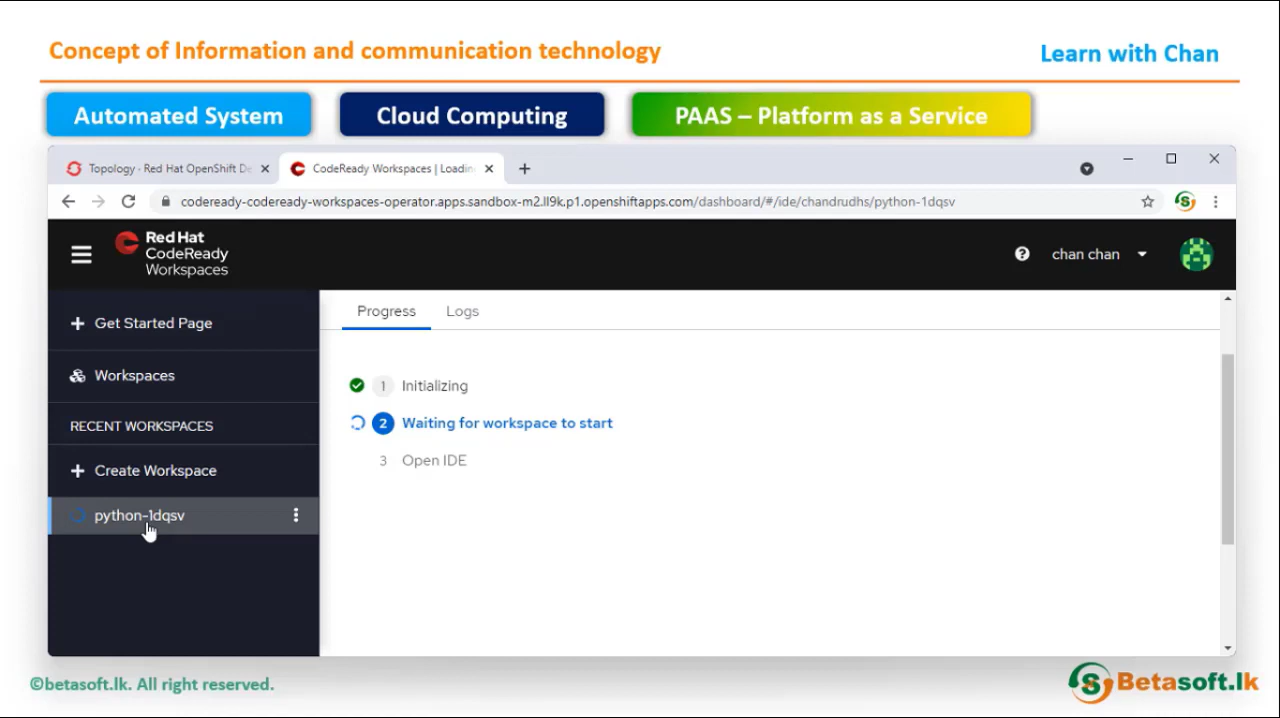 Concept of Information and communication technology
Learn with Chan
Automated System
Cloud Computing
PAAS – Platform as a Service
Topology - Red Hat OpenShift De
CodeReady Workspaces | Loadin
codeready-codeready-workspaces-operator.apps.sandbox-m2.ll9k.p1.openshiftapps.com/dashboard/#/ide/chandrudhs/python-1dqsv
Red Hat
CodeReady
Workspaces
chan chan
Get Started Page
Workspaces
RECENT WORKSPACES
Create Workspace
python-1dqsv
Progress
Logs
1 Initializing
2 Waiting for workspace to start
3 Open IDE
©betasoft.lk. All right reserved.
Betasoft.lk